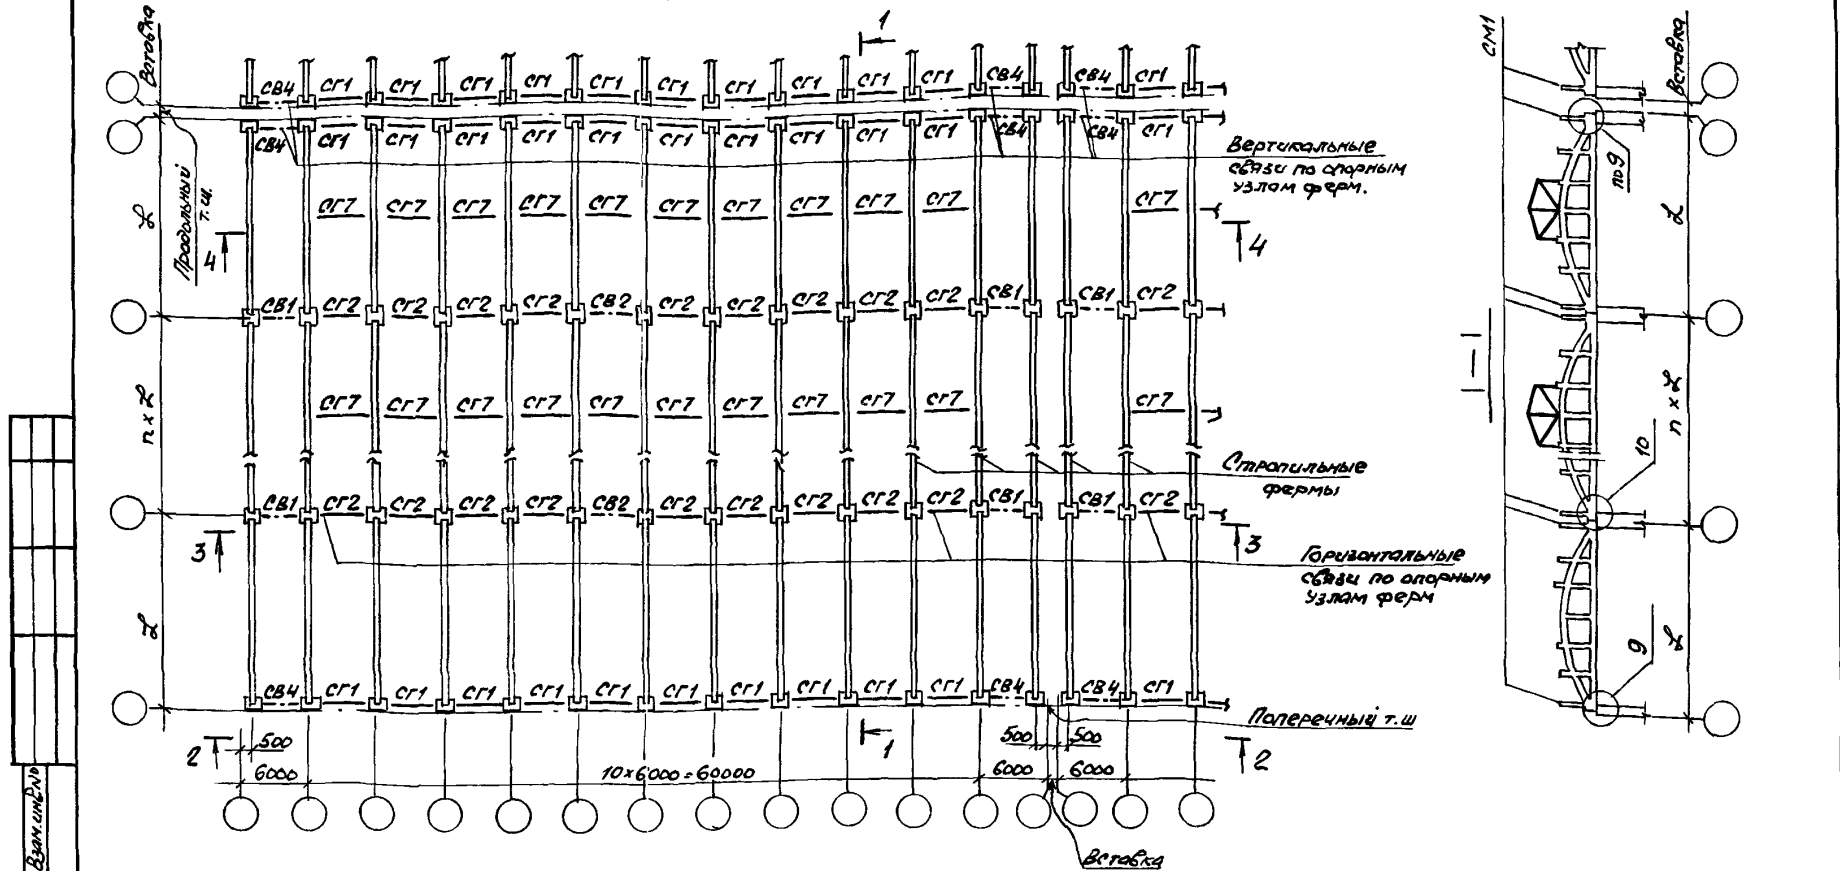 Вставка
1
СВ4 СГ1 СГ1 СГ1 СГ1 СГ1 СГ1 СГ1 СГ1 СГ1 СГ1 СВ4 СВ4 СГ1
СВ4 СГ1 СГ1 СГ1 СГ1 СГ1 СГ1 СГ1 СГ1 СГ1 СГ1 СВ4 СВ4 СГ1
Вертикальные
связи по опорным
узлам ферм.
Продольный
т.ш.
L
СГ7 СГ7 СГ7 СГ7 СГ7 СГ7 СГ7 СГ7 СГ7 СГ7 СГ7
4
4
СВ1 СГ2 СГ2 СГ2 СГ2 СВ2 СГ2 СГ2 СГ2 СГ2 СГ2 СВ1 СВ1 СГ2
n x L
СГ7 СГ7 СГ7 СГ7 СГ7 СГ7 СГ7 СГ7 СГ7 СГ7 СГ7
Стропильные
фермы
СВ1 СГ2 СГ2 СГ2 СГ2 СВ2 СГ2 СГ2 СГ2 СГ2 СГ2 СВ1 СВ1 СГ2
3
3
Горизонтальные
связи по опорным
узлам ферм
L
СВ4 СГ1 СГ1 СГ1 СГ1 СГ1 СГ1 СГ1 СГ1 СГ1 СГ1 СВ4 СВ4 СГ1
Поперечный т.ш
2
500
1
500
500
2
6000
10x6000=60000
6000
6000
Вставка
СМ1
Вставка
по 9
L
1-1
n x L
10
9
L
Взам.инв.№